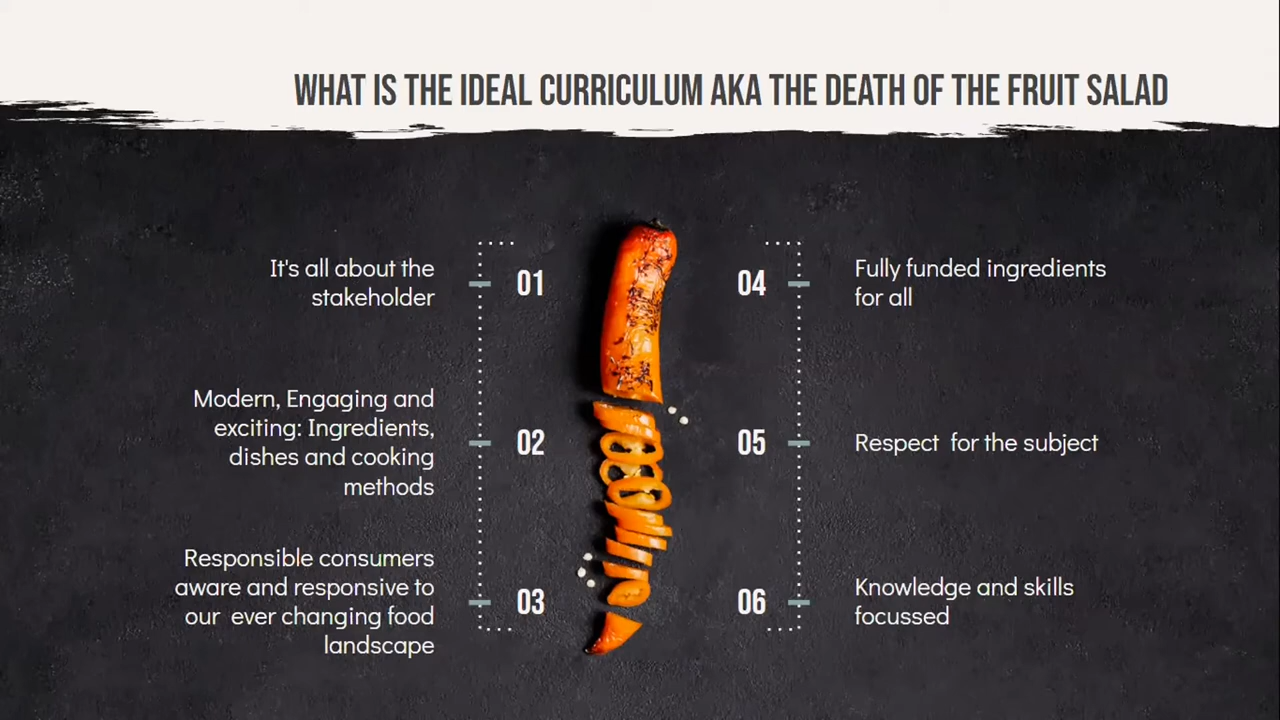 WHAT IS THE IDEAL CURRICULUM AKA THE DEATH OF THE FRUIT SALAD
It's all about the
stakeholder
01
Modern, Engaging and
exciting: Ingredients,
dishes and cooking
methods
02
Responsible consumers
aware and responsive to
our ever changing food
landscape
03
04
Fully funded ingredients
for all
05
Respect for the subject
06
Knowledge and skills
focussed